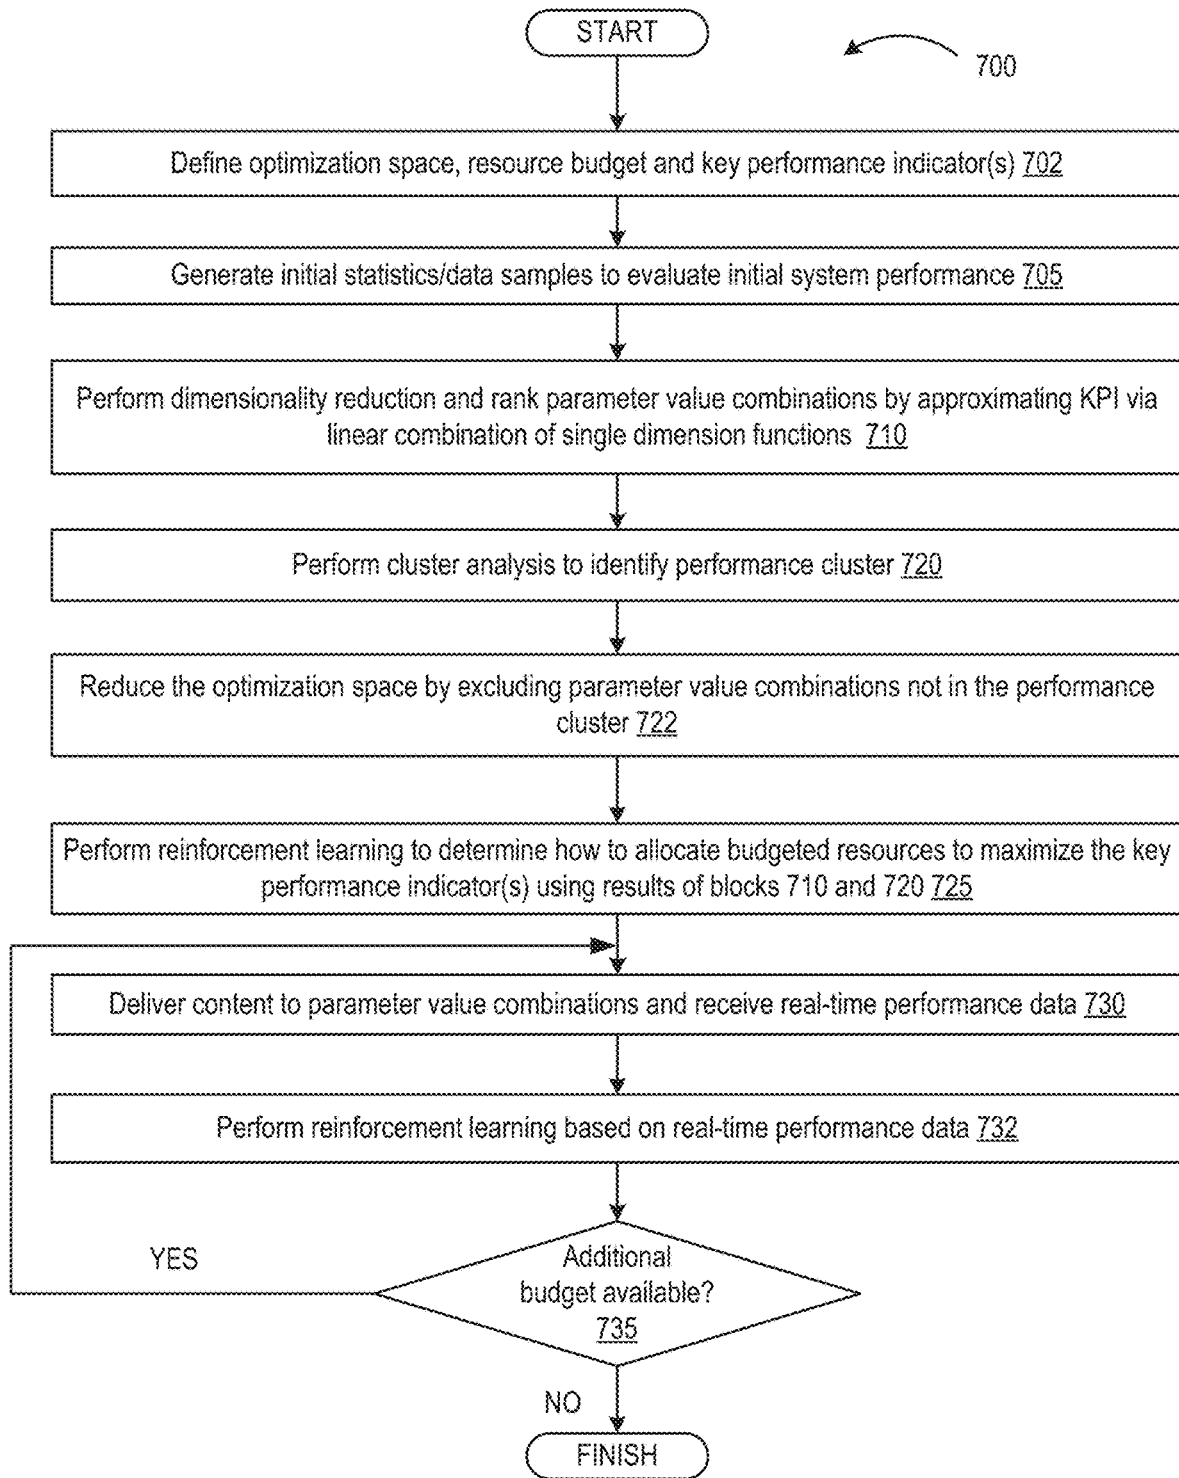 START
700
Define optimization space, resource budget and key performance indicator(s) 702
Generate initial statistics/data samples to evaluate initial system performance 705
Perform dimensionality reduction and rank parameter value combinations by approximating KPI via
linear combination of single dimension functions 710
Perform cluster analysis to identify performance cluster 720
Reduce the optimization space by excluding parameter value combinations not in the performance
cluster 722
Perform reinforcement learning to determine how to allocate budgeted resources to maximize the key
performance indicator(s) using results of blocks 710 and 720 725
Deliver content to parameter value combinations and receive real-time performance data 730
Perform reinforcement learning based on real-time performance data 732
YES
Additional
budget available?
735
NO
FINISH